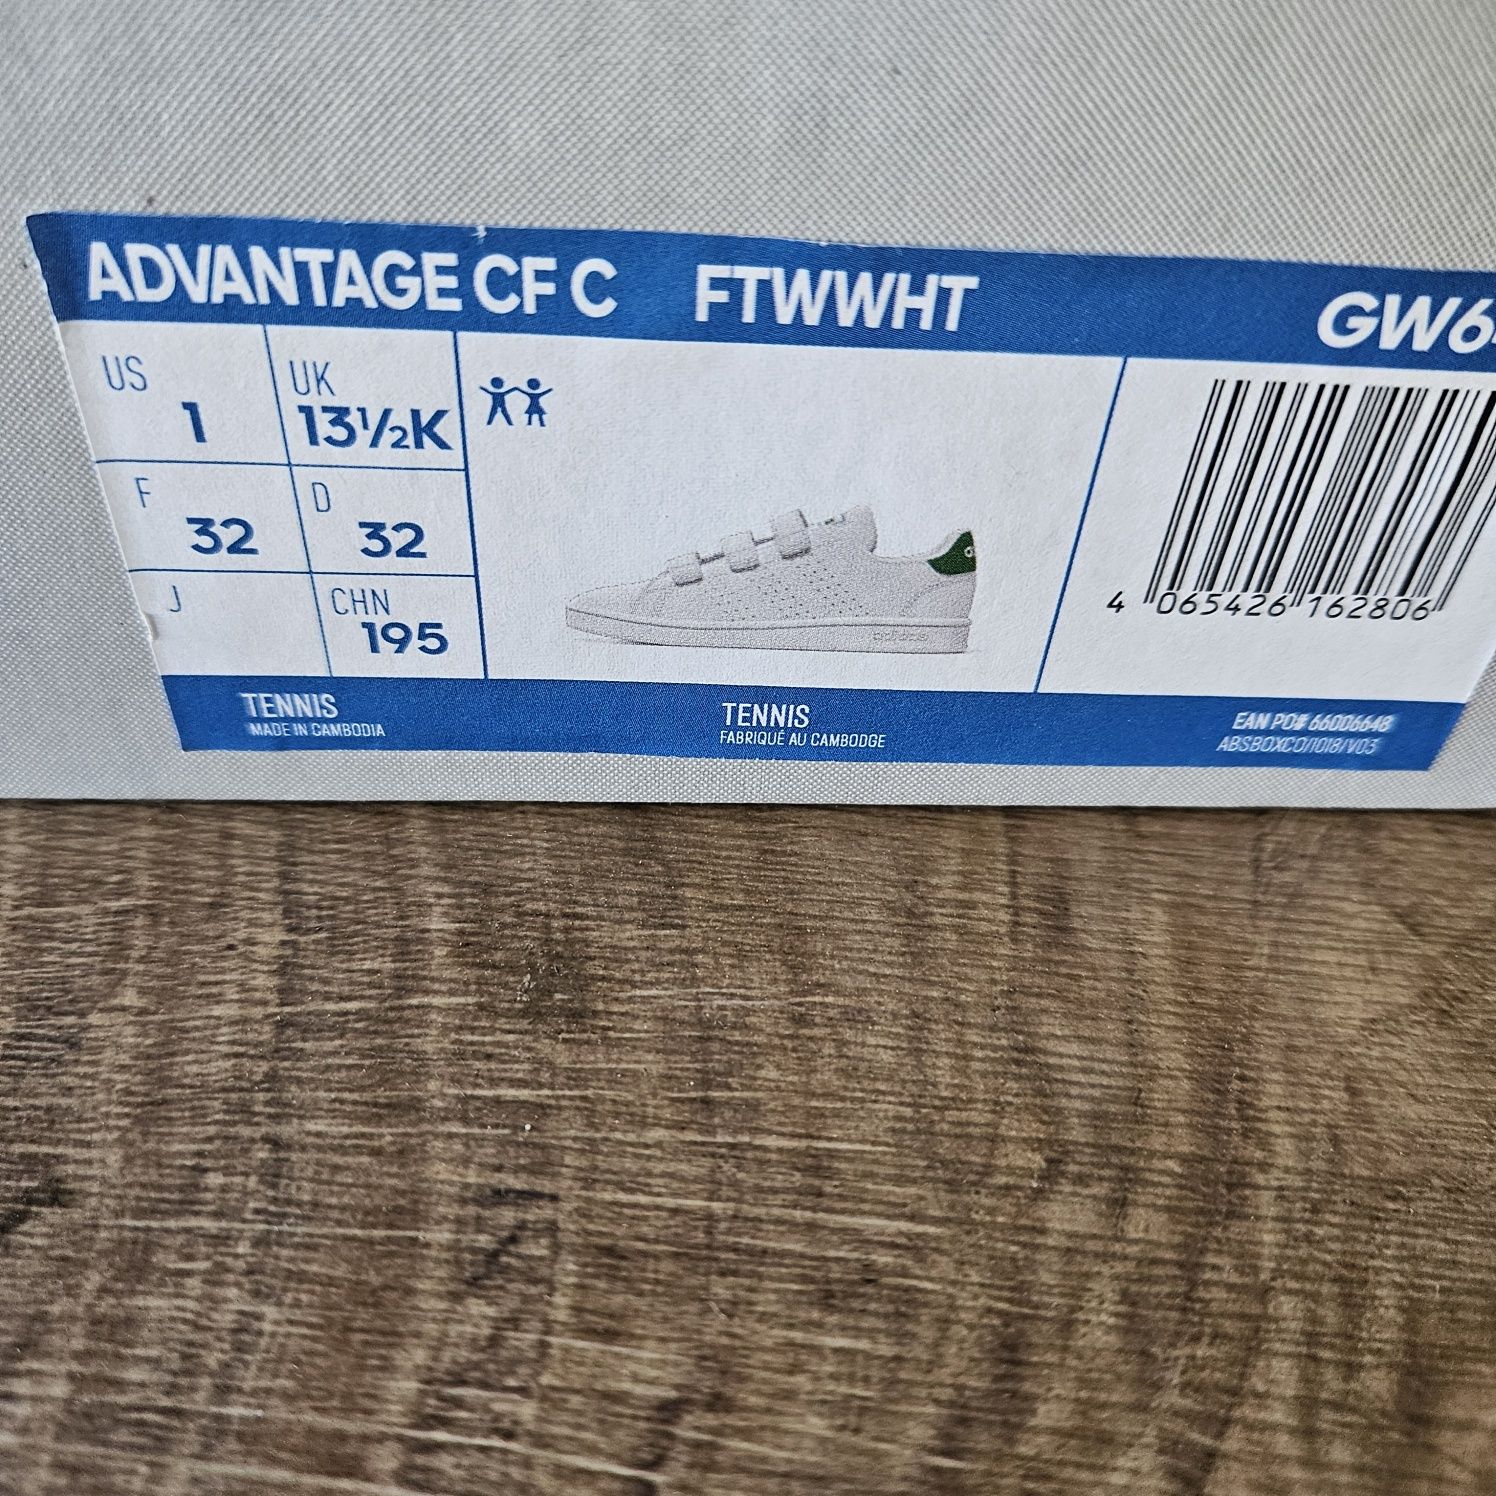 ADVANTAGE CF C FTWWHT
US 1 UK 13½K
F 32 D 32
J CHN 195
adidas
4 065426 162806
TENNIS
MADE IN CAMBODIA
TENNIS
FABRIQUÉ AU CAMBODGE
EAN PO# 66006648
ABSBOXCO/1018/V03